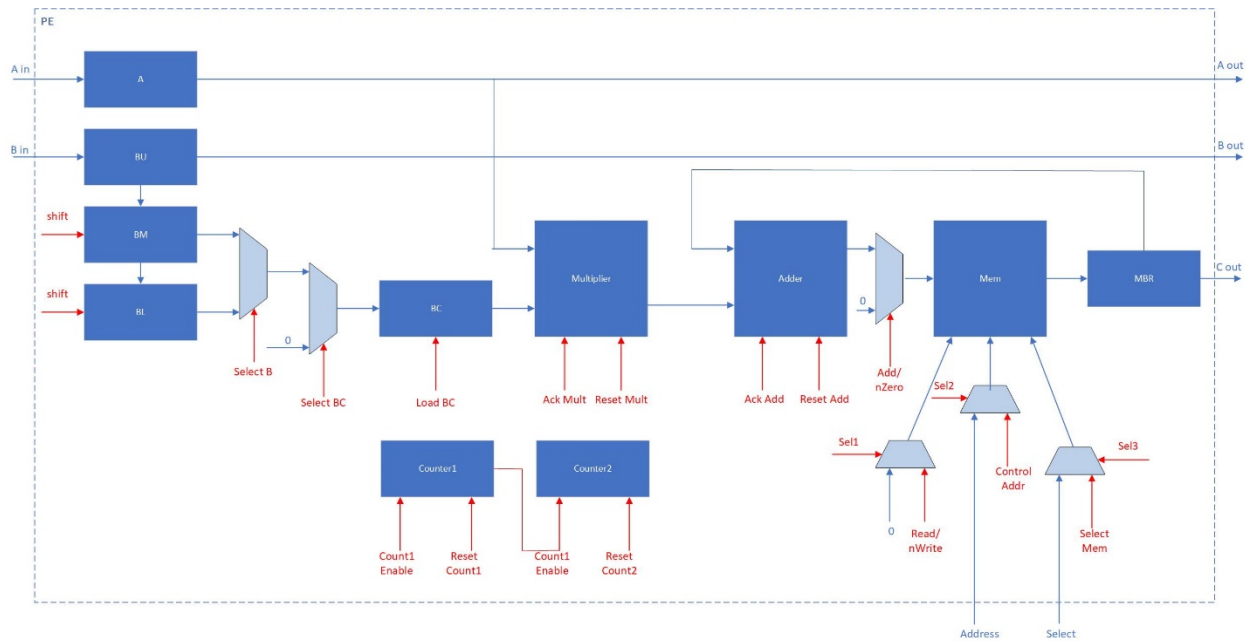 PE
A in
A
A out
B in
BU
B out
shift
BM
shift
BL
0
Select B
Select BC
BC
Load BC
Multiplier
Ack Mult
Reset Mult
Adder
Ack Add
Reset Add
0
Add/
nZero
Mem
MBR
C out
Sel2
Sel1
Sel3
0
Read/
nWrite
Control
Addr
Select
Mem
Counter1
Counter2
Count1
Enable
Reset
Count1
Count1
Enable
Reset
Count2
Address
Select